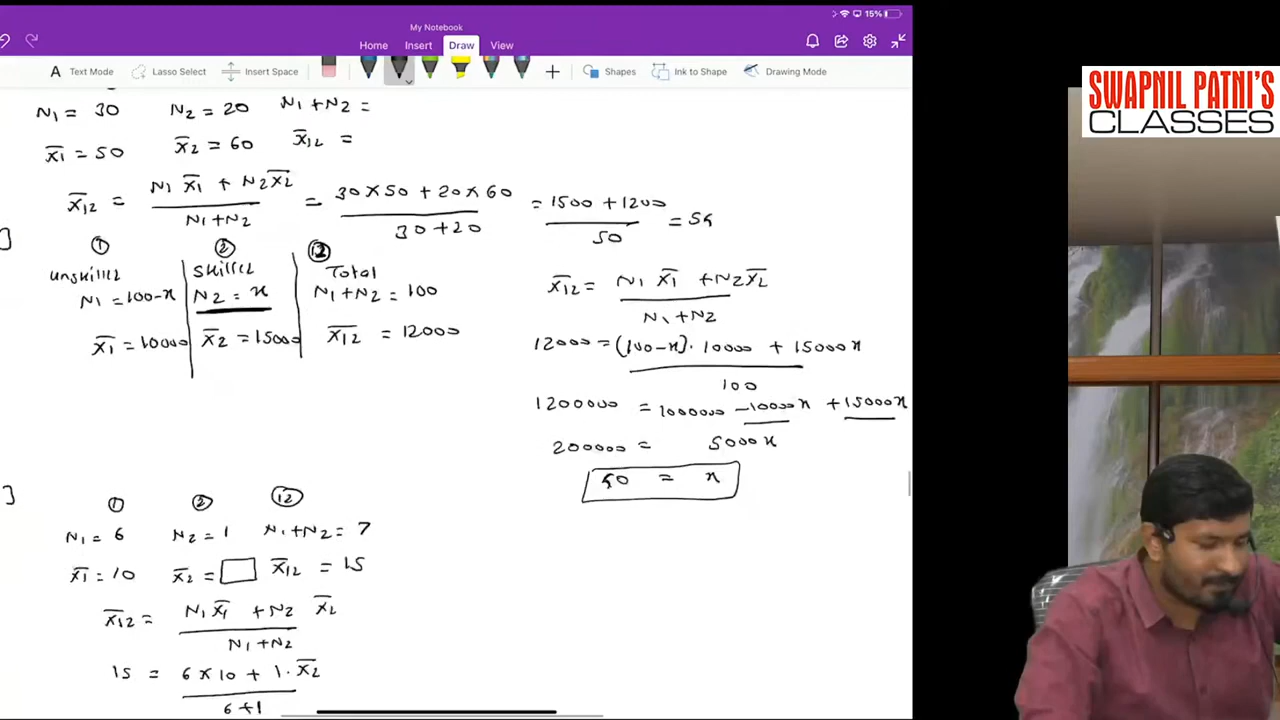 15%
My Notebook
Home Insert Draw View
Text Mode Lasso Select Insert Space Shapes Ink to Shape Drawing Mode
SWAPNIL PATNI'S
CLASSES
N1 = 30 N2 = 20 N1 + N2 =
x̄1 = 50 x̄2 = 60 x̄12 =
x̄12 = N1 x̄1 + N2 x̄2 / N1 + N2 = 30 × 50 + 20 × 60 / 30 + 20 = 1500 + 1200 / 50 = 54
] ① ② ⑫
unskilled Skilled Total
N1 = 100-x N2 = x N1 + N2 = 100
x̄1 = 10000 x̄2 = 15000 x̄12 = 12000
x̄12 = N1 x̄1 + N2 x̄2 / N1 + N2
12000 = (100-x) · 10000 + 15000x / 100
1200000 = 1000000 - 10000x + 15000x
200000 = 5000x
40 = x
] ① ② ⑫
N1 = 6 N2 = 1 N1 + N2 = 7
x̄1 = 10 x̄2 = x̄12 = 15
x̄12 = N1 x̄1 + N2 x̄2 / N1 + N2
15 = 6 × 10 + 1 · x̄2 / 6 + 1